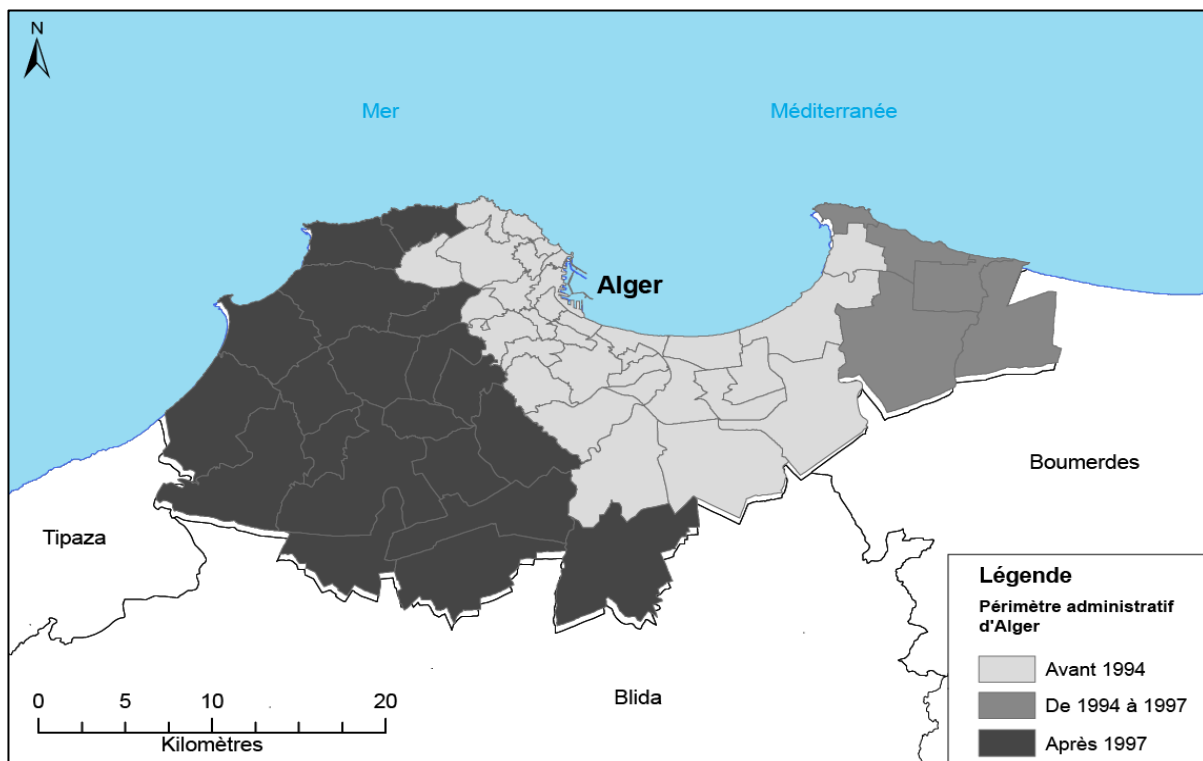 N
Mer
Méditerranée
Alger
Boumerdes
Tipaza
Blida
0 5 10 20
Kilomètres
Légende
Périmètre administratif
d'Alger
Avant 1994
De 1994 à 1997
Après 1997